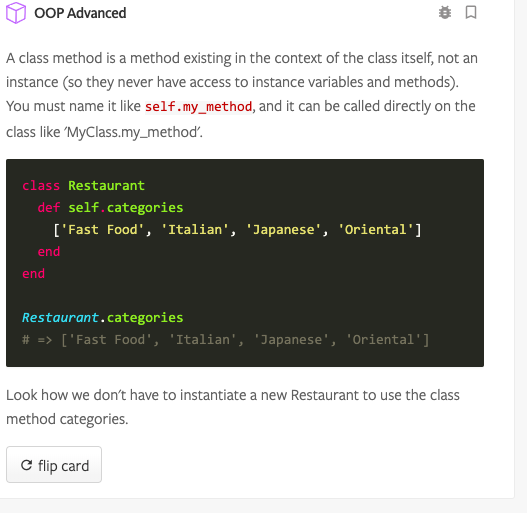 OOP Advanced
A class method is a method existing in the context of the class itself, not an
instance (so they never have access to instance variables and methods).
You must name it like self.my_method, and it can be called directly on the
class like ‘MyClass.my_method’.
class Restaurant
  def self.categories
    ['Fast Food', 'Italian', 'Japanese', 'Oriental']
  end
end
Restaurant.categories
# => ['Fast Food', 'Italian', 'Japanese', 'Oriental']
Look how we don't have to instantiate a new Restaurant to use the class
method categories.
flip card